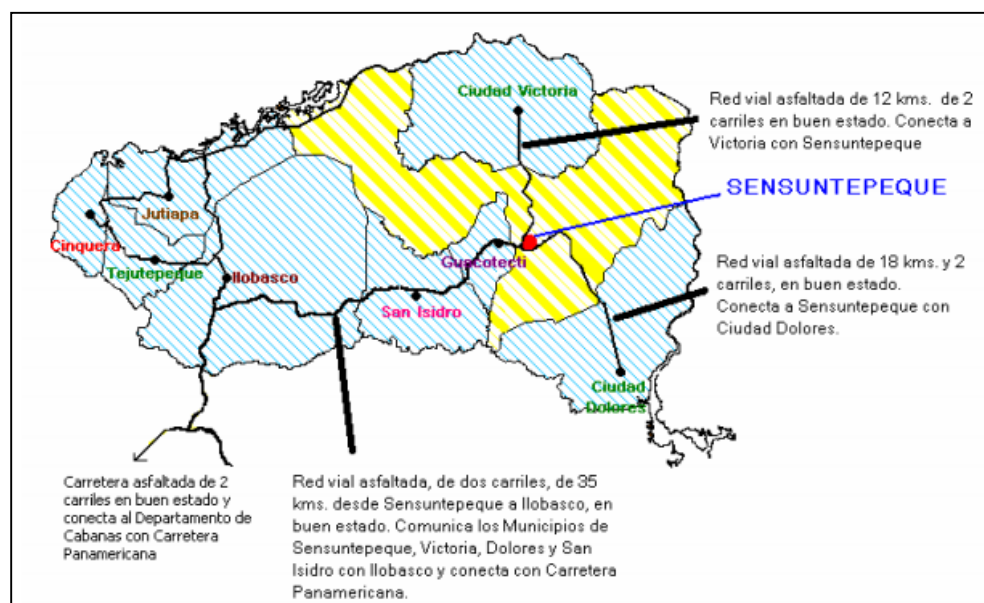 Ciudad Victoria
Red vial asfaltada de 12 kms. de 2
carriles en buen estado. Conecta a
Victoria con Sensuntepeque
SENSUNTEPEQUE
Jutiapa
Cinquera
Tejutepeque
Ilobasco
Guacotecti
San Isidro
Red vial asfaltada de 18 kms. y 2
carriles, en buen estado.
Conecta a Sensuntepeque con
Ciudad Dolores.
Ciudad
Dolores
Carretera asfaltada de 2
carriles en buen estado y
conecta al Departamento de
Cabanas con Carretera
Panamericana
Red vial asfaltada, de dos carriles, de 35
kms. desde Sensuntepeque a Ilobasco, en
buen estado. Comunica los Municipios de
Sensuntepeque, Victoria, Dolores y San
Isidro con Ilobasco y conecta con Carretera
Panamericana.